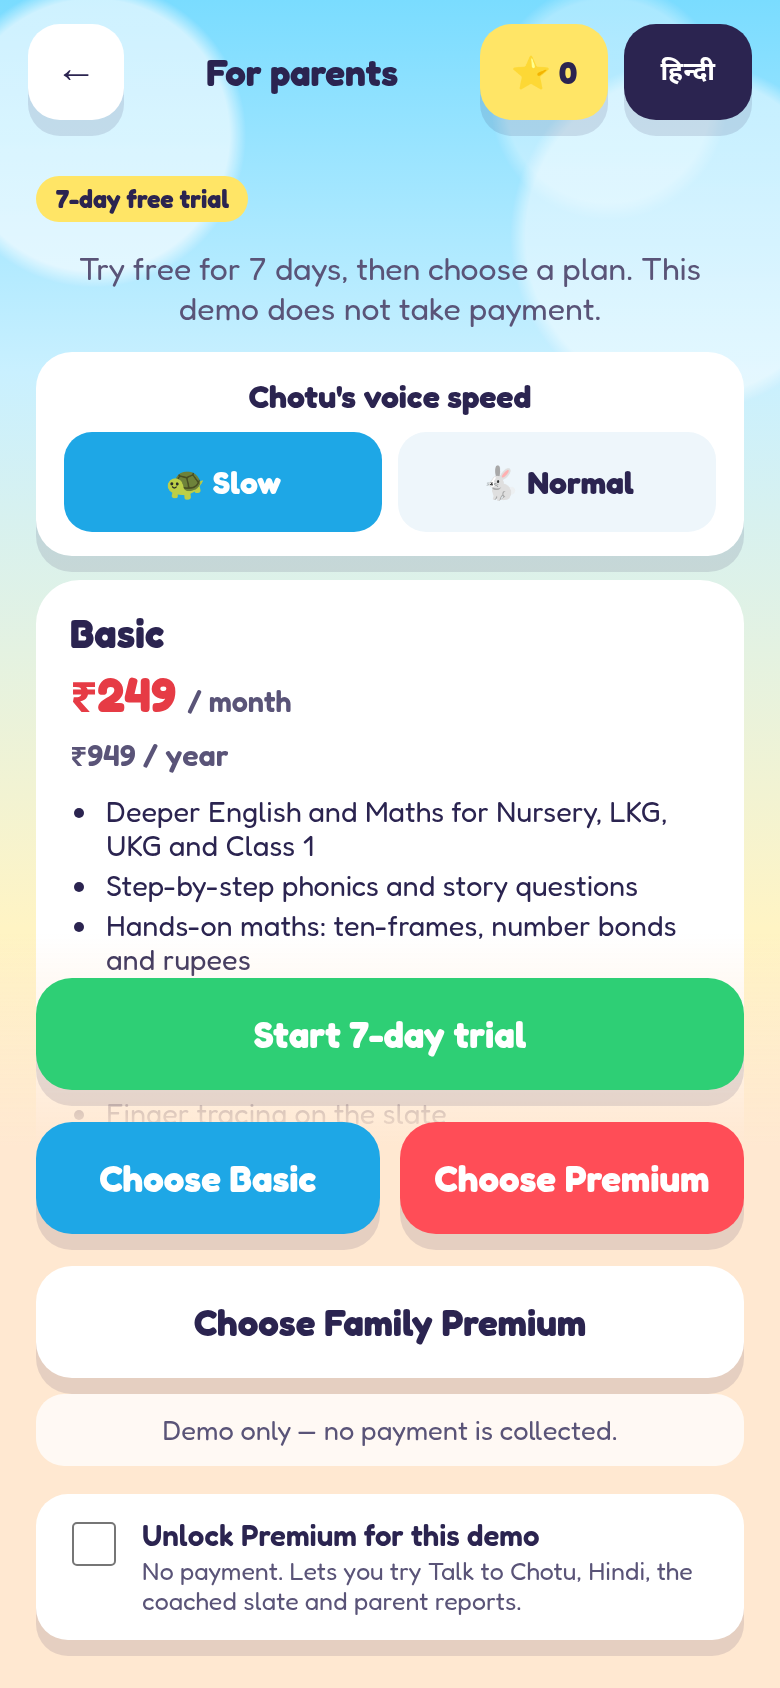 ←
For parents
⭐ 0
हिन्दी
7-day free trial
Try free for 7 days, then choose a plan. This
demo does not take payment.
Chotu's voice speed
🐢 Slow
🐇 Normal
Basic
₹249 / month
₹949 / year
• Deeper English and Maths for Nursery, LKG,
UKG and Class 1
• Step-by-step phonics and story questions
• Hands-on maths: ten-frames, number bonds
and rupees
Start 7-day trial
• Finger tracing on the slate
Choose Basic
Choose Premium
Choose Family Premium
Demo only — no payment is collected.
Unlock Premium for this demo
No payment. Lets you try Talk to Chotu, Hindi, the
coached slate and parent reports.